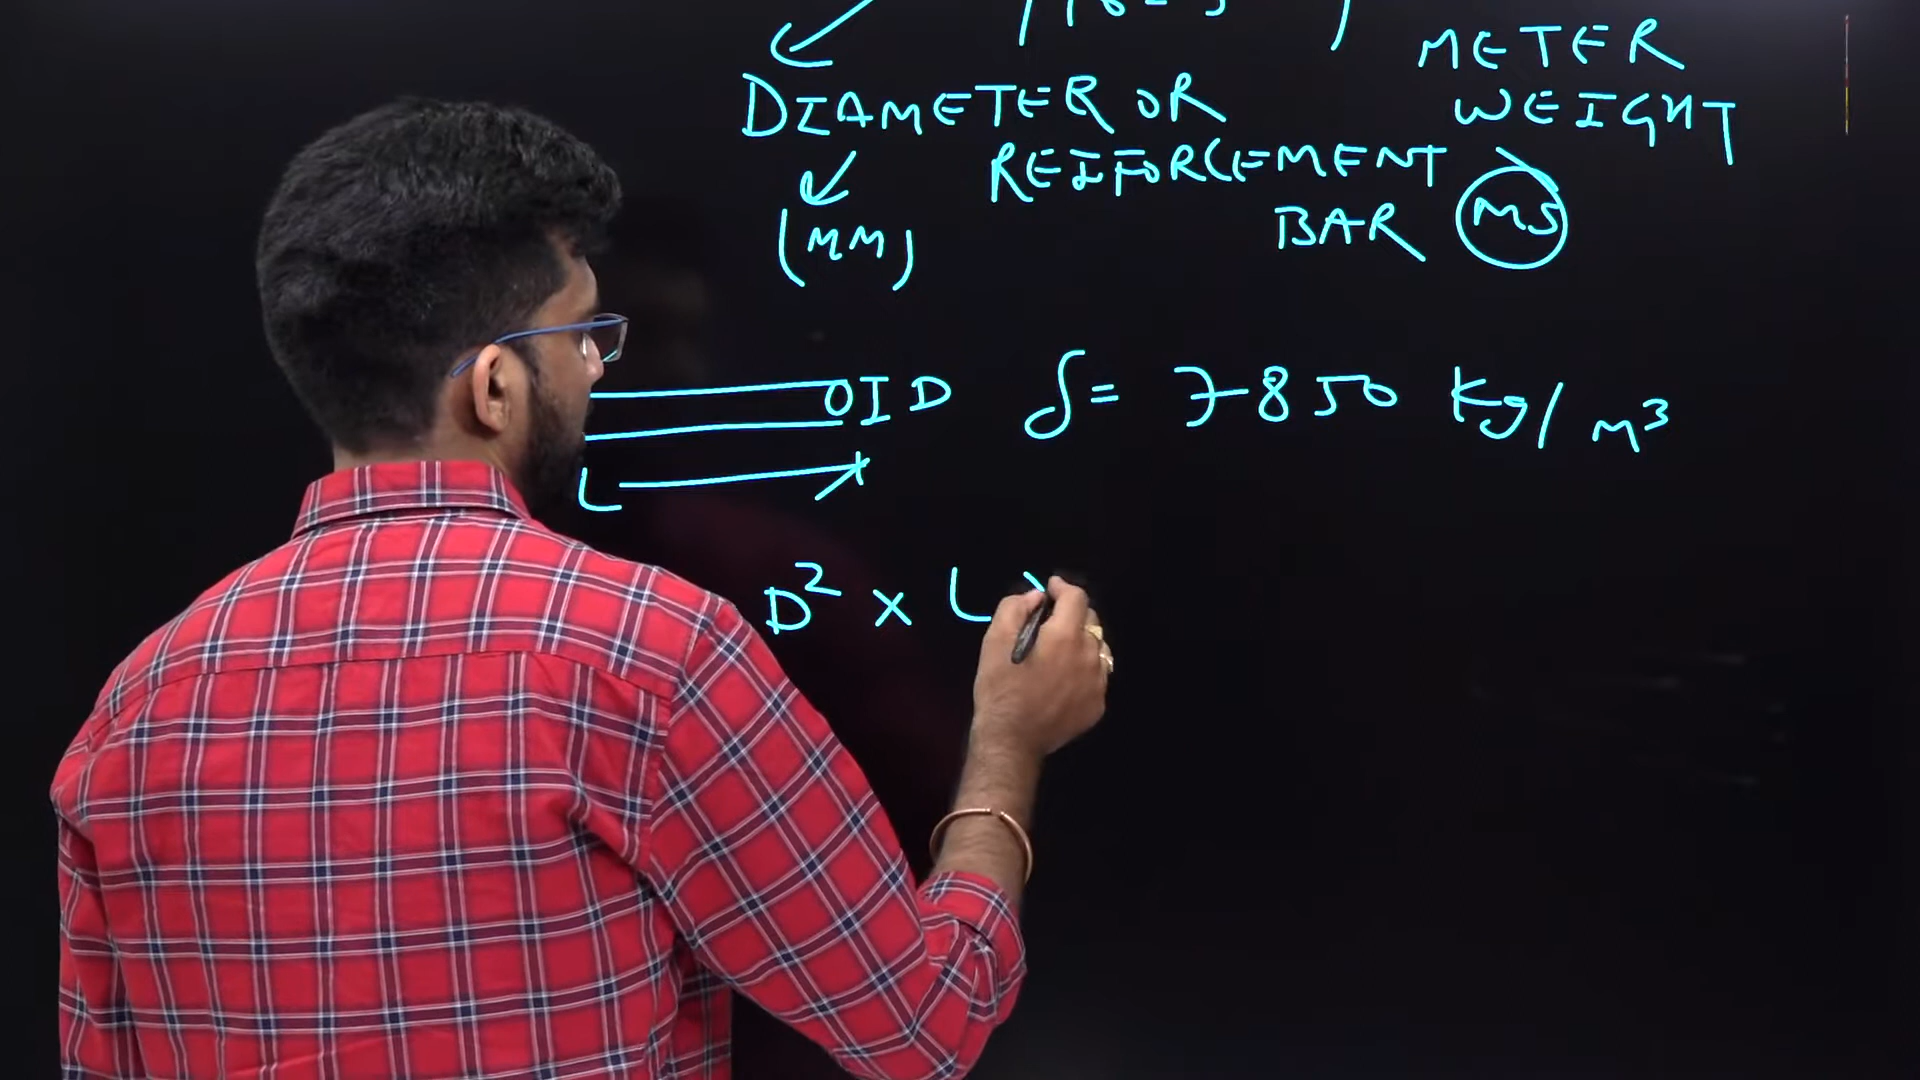 METER
WEIGHT
DIAMETER OR
REIFORCEMENT
BAR
MS
(MM)
D
δ = 7850 Kg/m³
L
D² × L ×